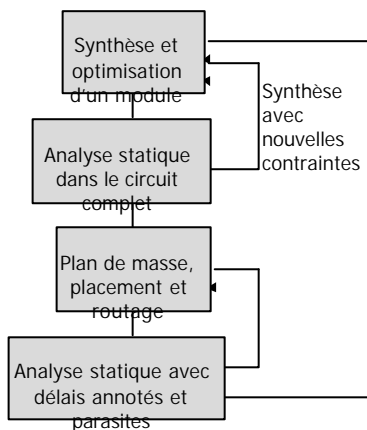 Synthèse et
optimisation
d'un module
Synthèse
avec
nouvelles
contraintes
Analyse statique
dans le circuit
complet
Plan de masse,
placement et
routage
Analyse statique avec
délais annotés et
parasites